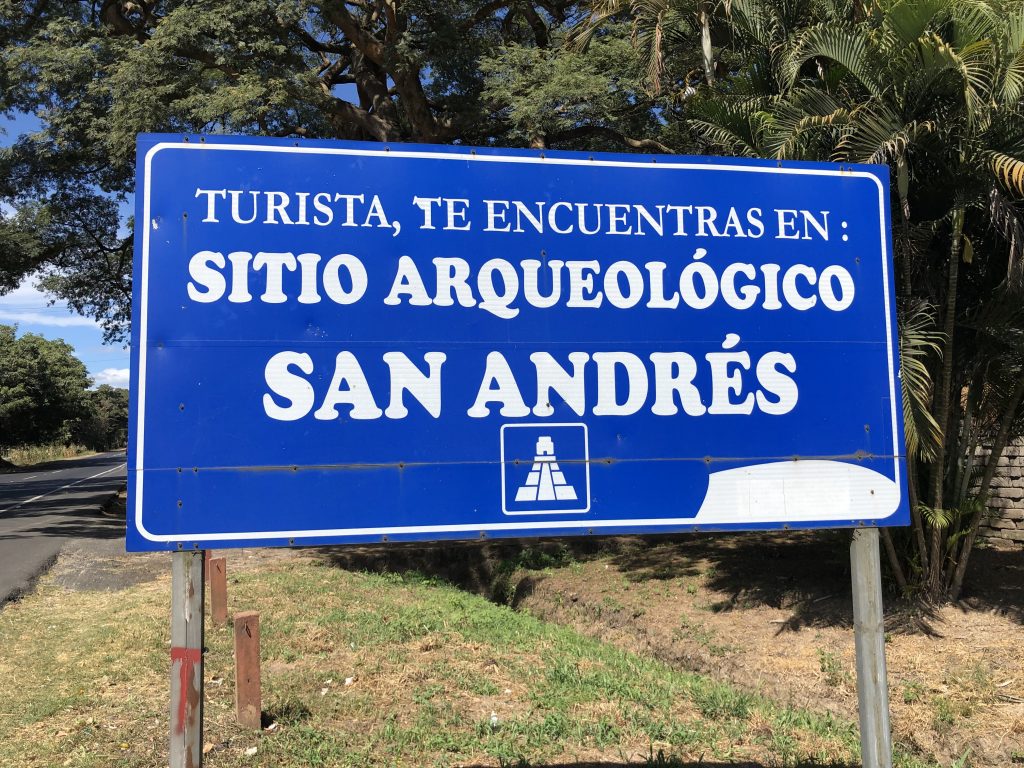 TURISTA, TE ENCUENTRAS EN :
SITIO ARQUEOLÓGICO
SAN ANDRÉS